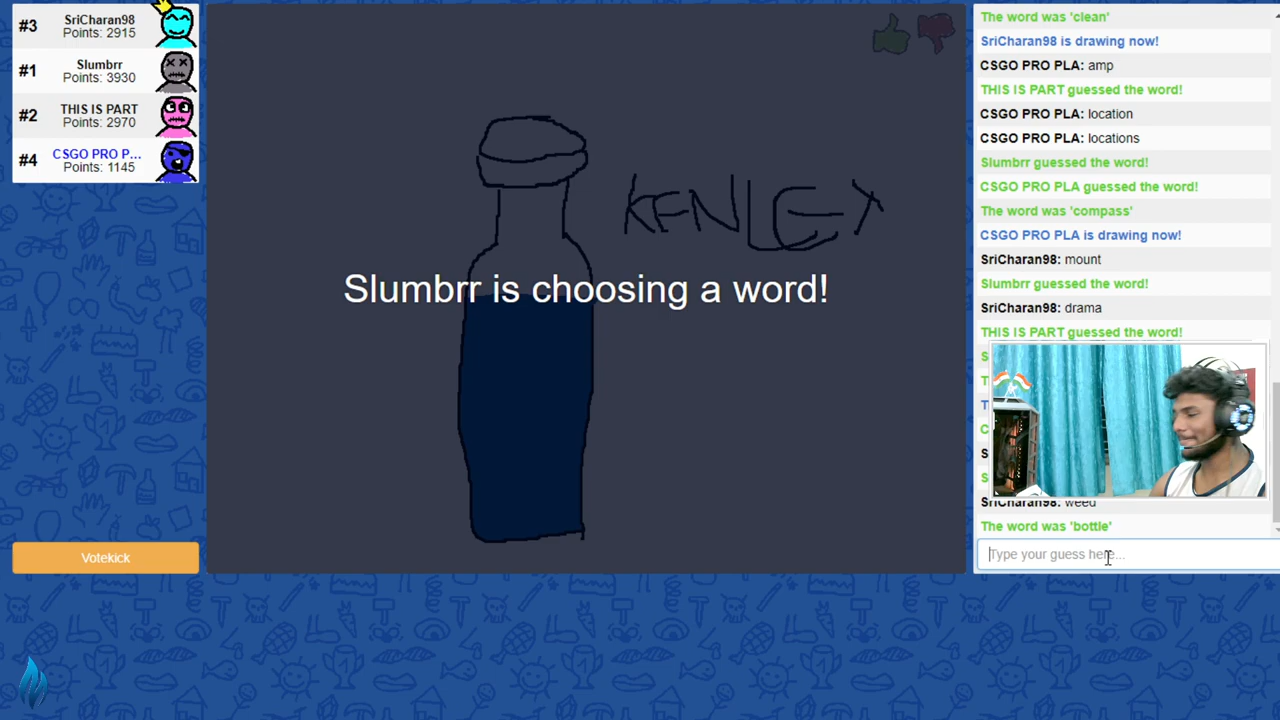 #3
SriCharan98
Points: 2915
#1
Slumbrr
Points: 3930
#2
THIS IS PART
Points: 2970
#4
CSGO PRO P...
Points: 1145
Votekick
KENLEY
Slumbrr is choosing a word!
The word was 'clean'
SriCharan98 is drawing now!
CSGO PRO PLA: amp
THIS IS PART guessed the word!
CSGO PRO PLA: location
CSGO PRO PLA: locations
Slumbrr guessed the word!
CSGO PRO PLA guessed the word!
The word was 'compass'
CSGO PRO PLA is drawing now!
SriCharan98: mount
Slumbrr guessed the word!
SriCharan98: drama
THIS IS PART guessed the word!
SriCharan98: weed
The word was 'bottle'
Type your guess here...